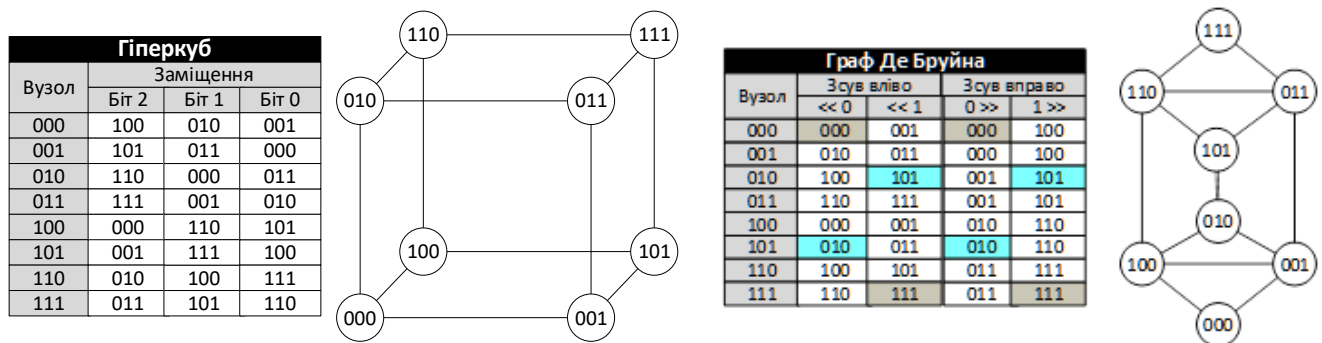 Гіперкуб
Вузол Заміщення
Біт 2 Біт 1 Біт 0
000 100 010 001
001 101 011 000
010 110 000 011
011 111 001 010
100 000 110 101
101 001 111 100
110 010 100 111
111 011 101 110
110 111
010 011
100 101
000 001
Граф Де Бруйна
Вузол Зсув вліво Зсув вправо
<< 0 << 1 0 >> 1 >>
000 000 001 000 100
001 010 011 000 100
010 100 101 001 101
011 110 111 001 101
100 000 001 010 110
101 010 011 010 110
110 100 101 011 111
111 110 111 011 111
111
110 011
101
010
100 001
000